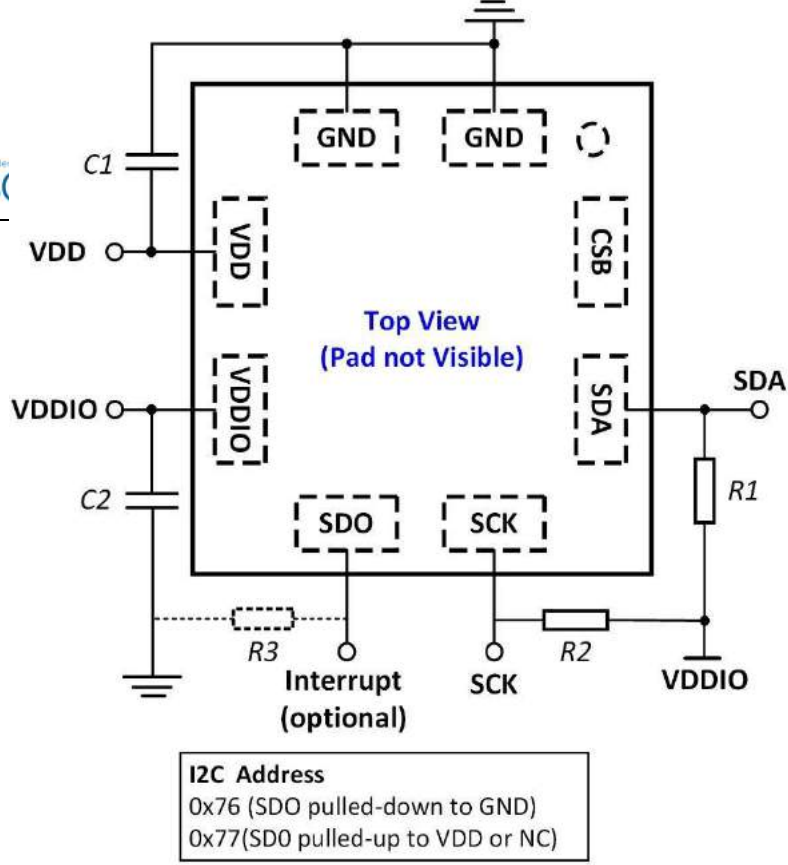 GND
GND
C1
VDD
VDD
CSB
Top View
(Pad not Visible)
VDDIO
VDDIO
SDA
SDA
C2
R1
SDO
SCK
R3
R2
Interrupt
(optional)
SCK
VDDIO
I2C Address
0x76 (SDO pulled-down to GND)
0x77(SD0 pulled-up to VDD or NC)